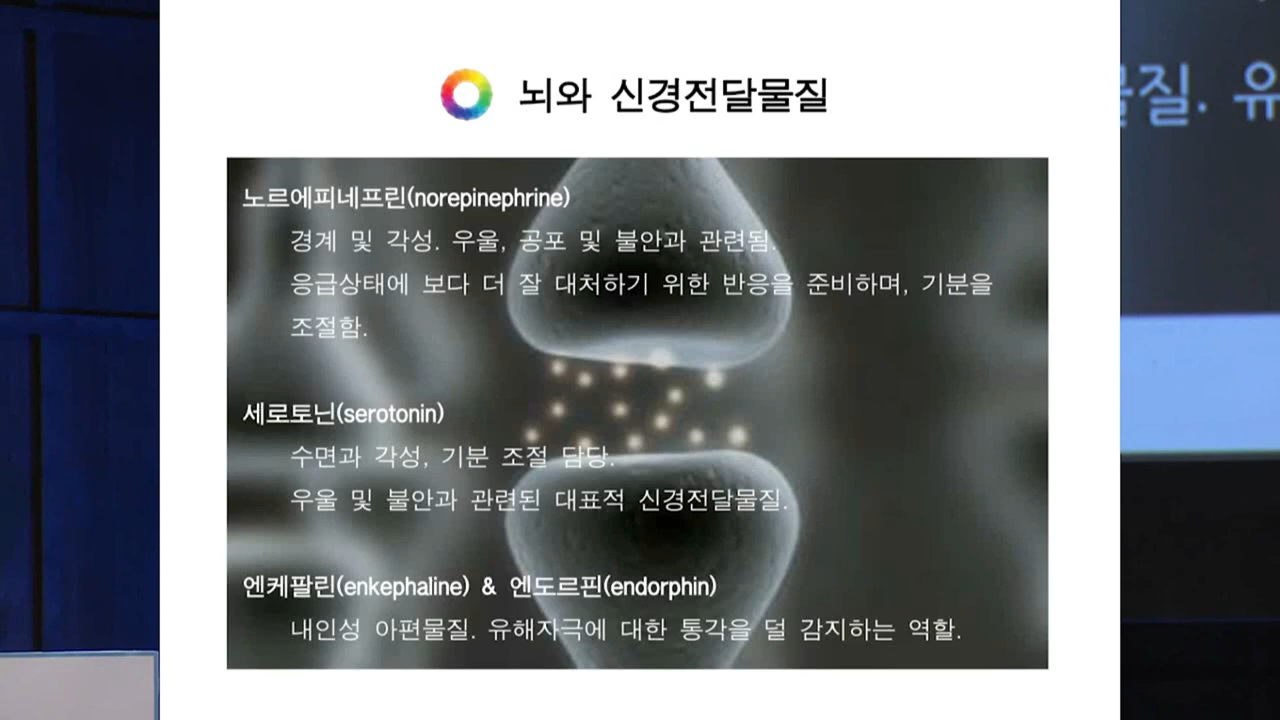 뇌와 신경전달물질
노르에피네프린(norepinephrine)
경계 및 각성. 우울, 공포 및 불안과 관련됨.
응급상태에 보다 더 잘 대처하기 위한 반응을 준비하며, 기분을
조절함.
세로토닌(serotonin)
수면과 각성, 기분 조절 담당.
우울 및 불안과 관련된 대표적 신경전달물질.
엔케팔린(enkephaline) & 엔도르핀(endorphin)
내인성 아편물질. 유해자극에 대한 통각을 덜 감지하는 역할.
물질. 유